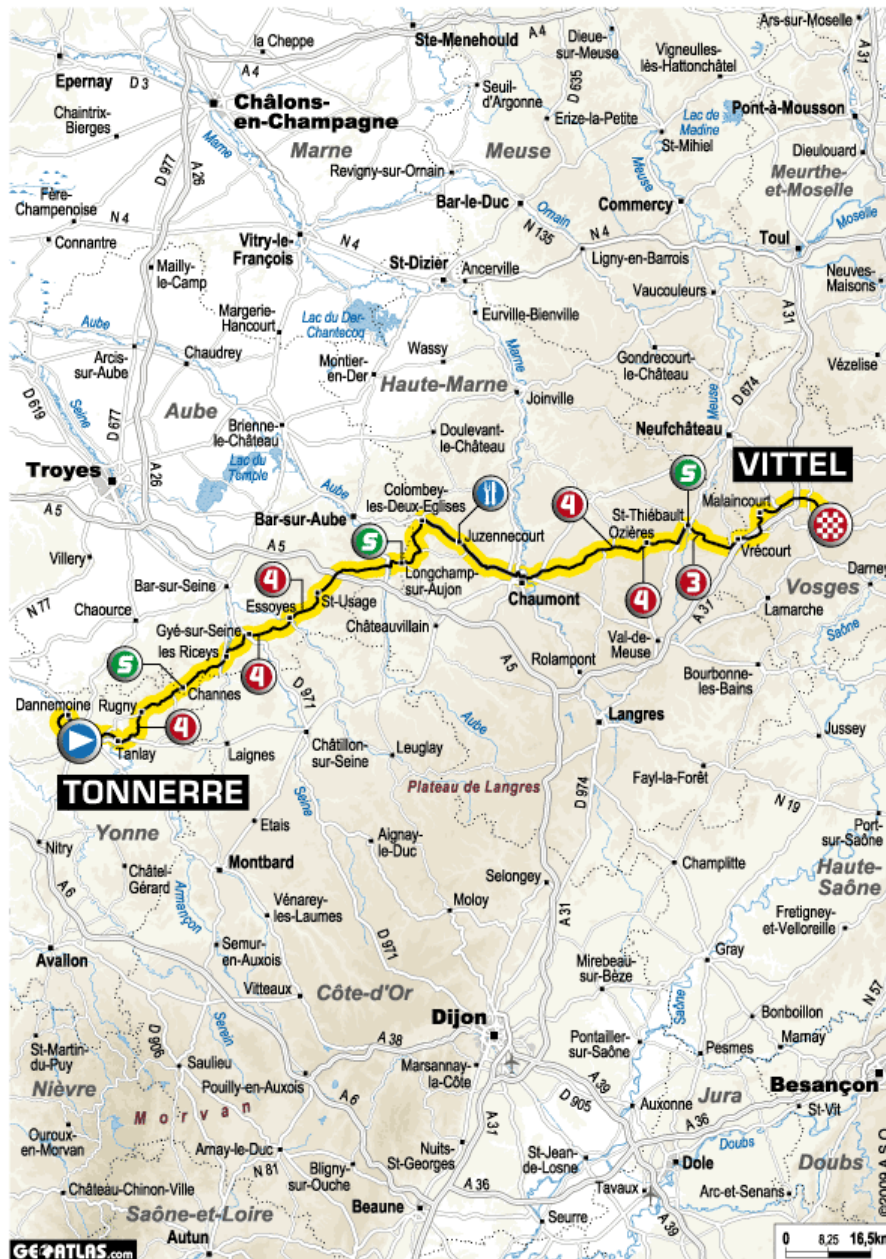 la Cheppe
Ste-Menehould
A 4
Dieue-
sur-Meuse
Vigneulles-
lès-Hattonchâtel
Ars-sur-Moselle
A 31
Epernay
D 3
A 4
Seuil-
d'Argonne
D 635
Châlons-
en-Champagne
Chaintrix-
Bierges
Erize-la-Petite
Lac de
Madine
Pont-à-Mousson
St-Mihiel
Marne
D 977
A 26
Marne
Meuse
Meuse
Dieulouard
Meurthe-
et-Moselle
Revigny-sur-Ornain
Fère-
Champenoise
N 4
Bar-le-Duc
Ornain
Commercy
Moselle
Connantre
Vitry-le-
François
N 4
N 135
N 4
Toul
St-Dizier
Ancerville
Ligny-en-Barrois
Mailly-
le-Camp
Neuves-
Maisons
Vaucouleurs
Margerie-
Hancourt
Lac du Der-
Chantecoq
Eurville-Bienville
A 31
Aube
Arcis-
sur-Aube
Chaudrey
Montier-
en-Der
Wassy
Marne
Gondrecourt-
le-Château
Vézelise
D 619
Seine
D 677
Aube
Haute-Marne
Joinville
D 674
Meuse
Brienne-
le-Château
Doulevant-
le-Château
Neufchâteau
Troyes
A 26
Lac du
Temple
Aube
Colombey-
les-Deux-Eglises
VITTEL
S
4
St-Thiébault
Ozières
Malaincourt
A 5
Bar-sur-Aube
Juzennecourt
S
A 5
Villery
4
Longchamp-
sur-Aujon
4
3
Vrécourt
Vosges
Darney
Bar-sur-Seine
Chaumont
N 77
Chaource
Essoyes
St-Usage
A 31
Lamarche
Gyé-sur-Seine
les Riceys
Châteauvillain
Val-de-
Meuse
Saône
S
4
A 5
Rolampont
Bourbonne-
les-Bains
Dannemoine
Rugny
Channes
D 971
4
Aube
Langres
Jussey
Tanlay
Laignes
Châtillon-
sur-Seine
Leuglay
TONNERRE
Seine
Plateau de Langres
D 974
Fayl-la-Forêt
N 19
Yonne
Etais
Port-
sur-Saône
Nitry
Aignay-
le-Duc
Châtel-
Gérard
Montbard
Selongey
Champlitte
Haute-
Saône
A 6
Armançon
Vénarey-
les-Laumes
Moloy
A 31
Fretigney-
et-Velloreille
D 971
Avallon
Semur-
en-Auxois
Mirebeau-
sur-Bèze
Gray
Vitteaux
Côte-d'Or
Saône
N 57
Serein
Dijon
Bonboillon
St-Martin-
du-Puy
D 906
A 38
Pontailler-
sur-Saône
Marnay
Saulieu
Marsannay-
la-Côte
A 39
Pesmes
Nièvre
Pouilly-en-Auxois
A 6
D 905
Jura
Besançon
Morvan
Auxonne
A 36
St-Vit
Ouroux-
en-Morvan
Arnay-le-Duc
A 31
Nuits-
St-Georges
St-Jean-
de-Losne
Doubs
N 81
Bligny-
sur-Ouche
Dole
Doubs
Château-Chinon-Ville
A 36
Tavaux
Arc-et-Senans
Beaune
Saône-et-Loire
Seurre
A 39
©2009 A.S.O
Autun
GEOATLAS.com
0 8,25 16,5km